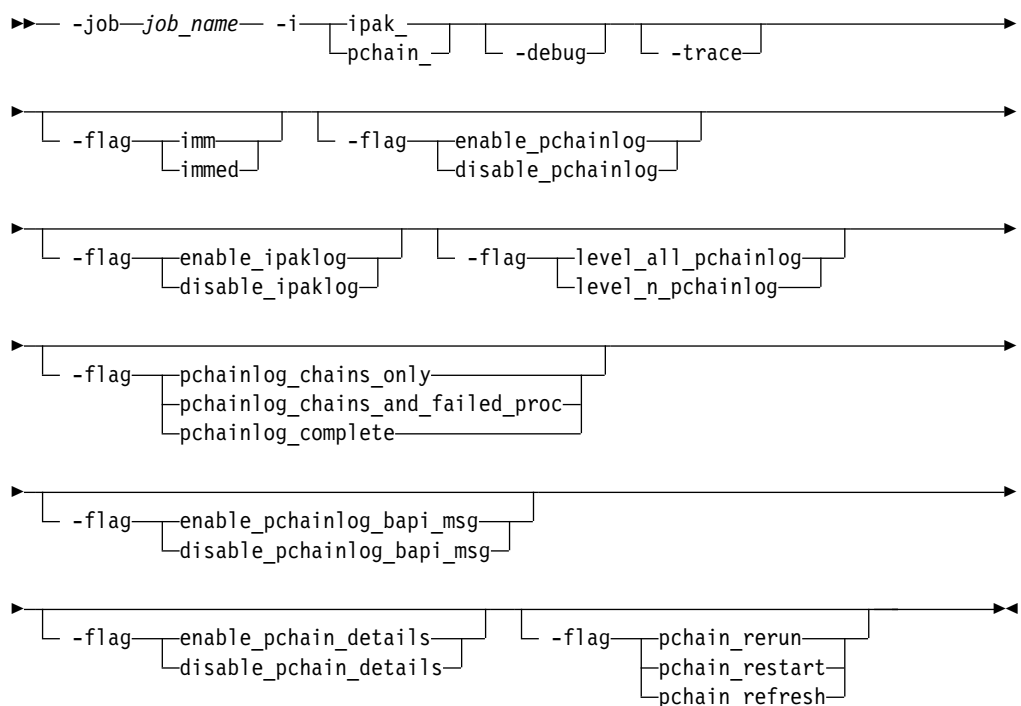 -job job_name -i ipak_
pchain_ -debug -trace
-flag imm -flag enable_pchainlog
immed disable_pchainlog
-flag enable_ipaklog -flag level_all_pchainlog
disable_ipaklog level_n_pchainlog
-flag pchainlog_chains_only
pchainlog_chains_and_failed_proc
pchainlog_complete
-flag enable_pchainlog_bapi_msg
disable_pchainlog_bapi_msg
-flag enable_pchain_details -flag pchain_rerun
disable_pchain_details pchain_restart
pchain_refresh